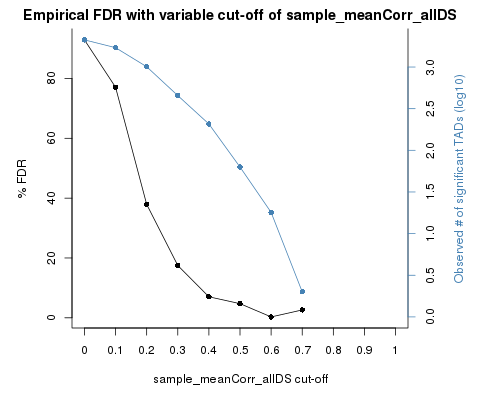 Empirical FDR with variable cut-off of sample_meanCorr_allDS
% FDR
80
60
40
20
0
3.0
2.5
2.0
1.5
1.0
0.5
0.0
Observed # of significant TADs (log10)
0 0.1 0.2 0.3 0.4 0.5 0.6 0.7 0.8 0.9 1
sample_meanCorr_allDS cut-off